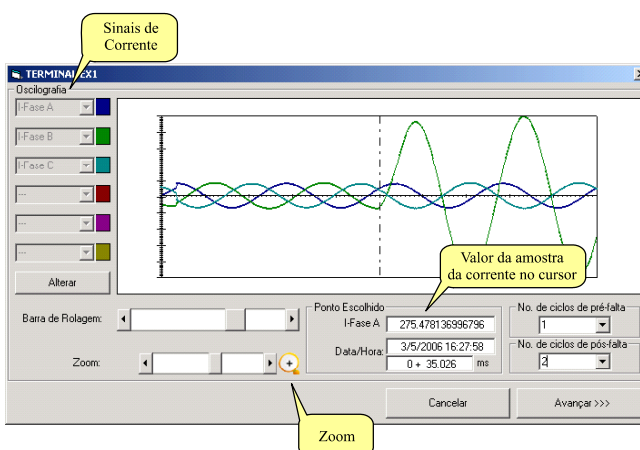 Sinais de
Corrente
TERMINAL EX1
Oscilografia
I-Fase A
I-Fase B
I-Fase C
---
---
---
Alterar
Valor da amostra
da corrente no cursor
Barra de Rolagem:
Zoom:
Ponto Escolhido
I-Fase A
275.478136996796
Data/Hora:
3/5/2006 16:27:58
0 + 35.026 ms
No. de ciclos de pré-falta
1
No. de ciclos de pós-falta
2
Cancelar
Avançar >>>
Zoom